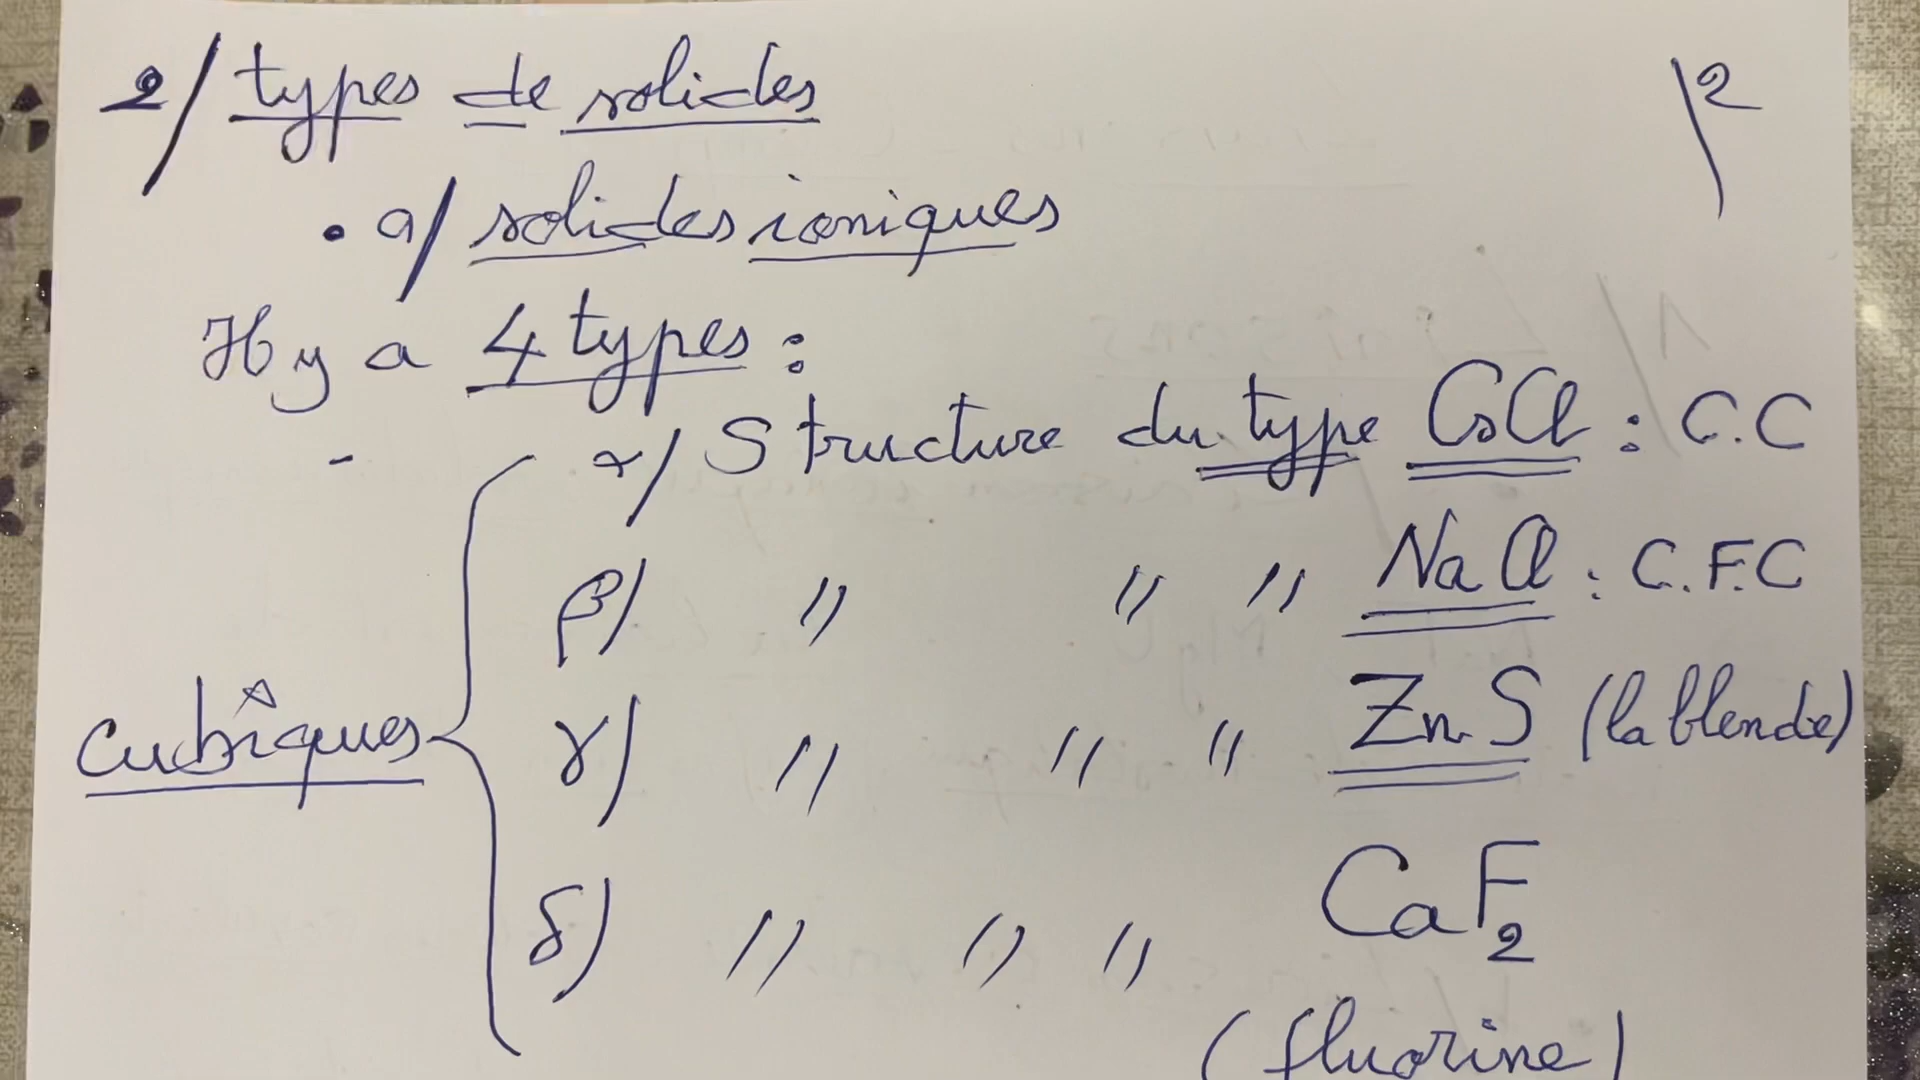 2/ types de solides
2
• a/ solides ioniques
Il y a 4 types :
- α/ Structure du type CsCl : C.C
β) " " " NaCl : C.F.C
cubiques
γ) " " " ZnS (la blende)
δ) " " " CaF₂
(fluorine)